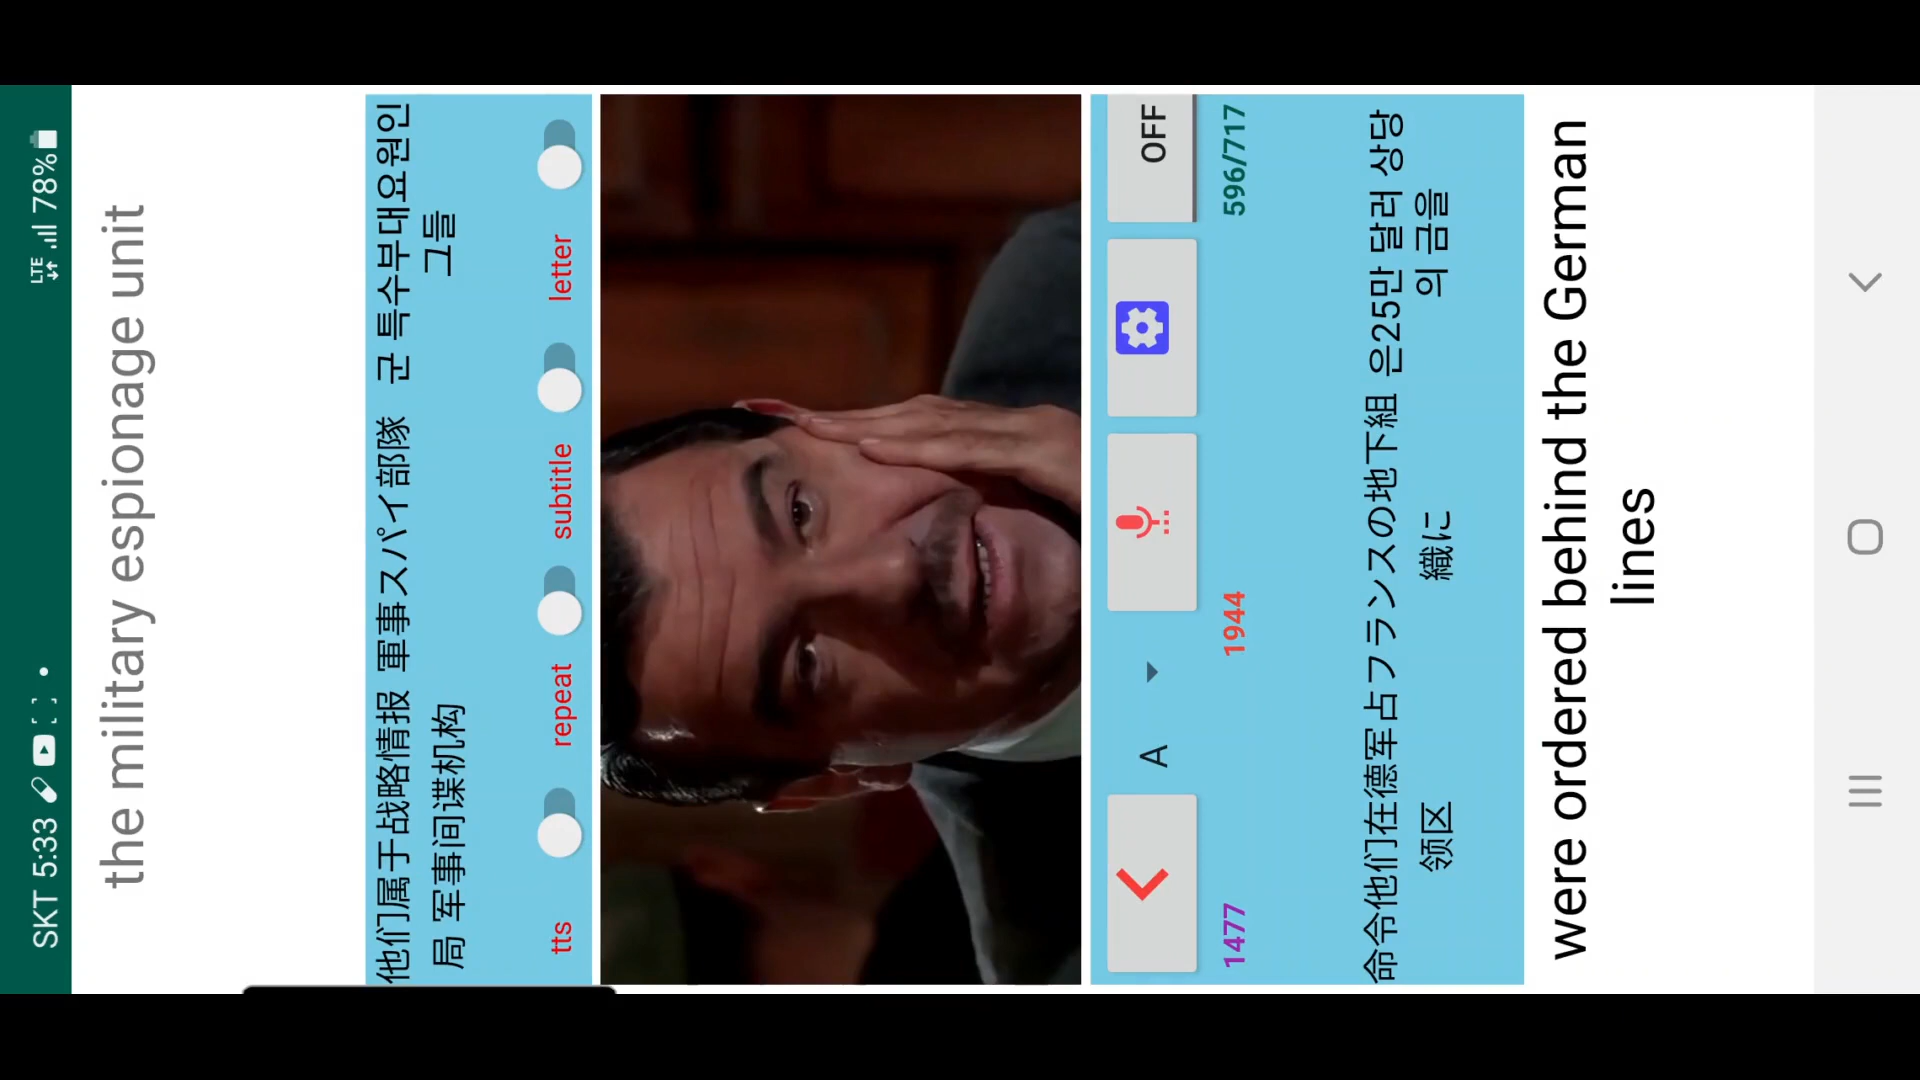 SKT 5:33
LTE 78%
the military espionage unit
他们属于战略情报 軍事スパイ部隊 군 특수부대요원인
局 军事间谍机构 그들
tts repeat subtitle letter
A OFF
1477 1944 596/717
命令他们在德军占フランスの地下組 은25만 달러 상당
领区 織に 의 금을
were ordered behind the German
lines